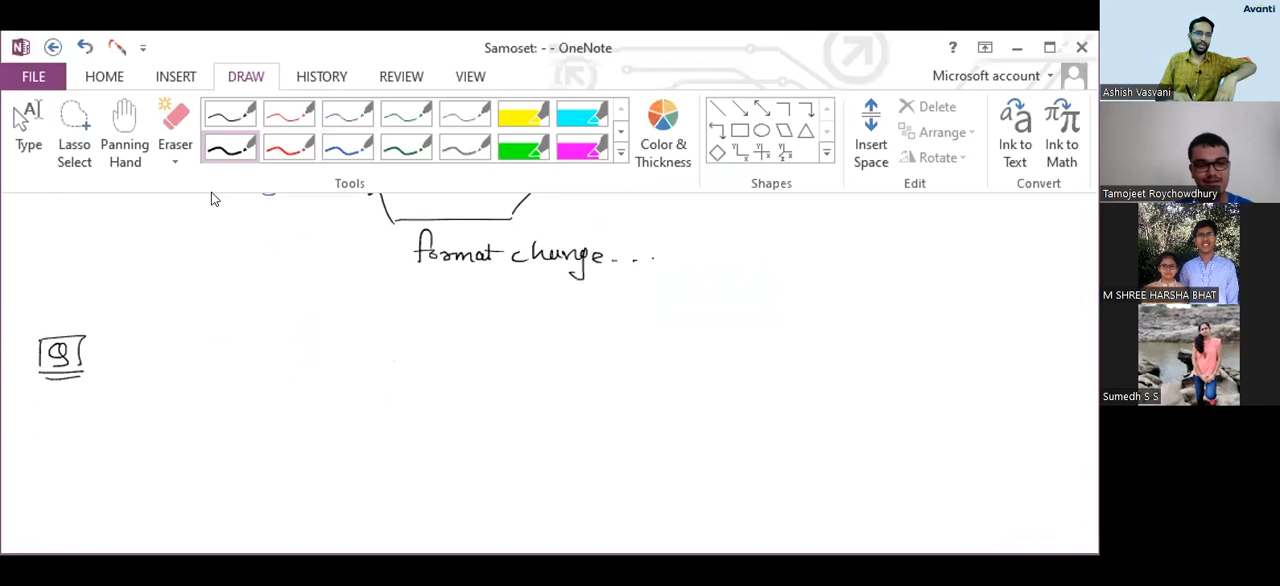 Avanti
Samoset: - - OneNote
?
FILE
HOME
INSERT
DRAW
HISTORY
REVIEW
VIEW
Microsoft account
Ashish Vasvani
Type
Lasso
Select
Panning
Hand
Eraser
Color &
Thickness
Insert
Space
Delete
Arrange
Rotate
Ink to
Text
Ink to
Math
Tools
Shapes
Edit
Convert
Tamojeet Roychowdhury
format change...
M SHREE HARSHA BHAT
Q
Sumedh S S